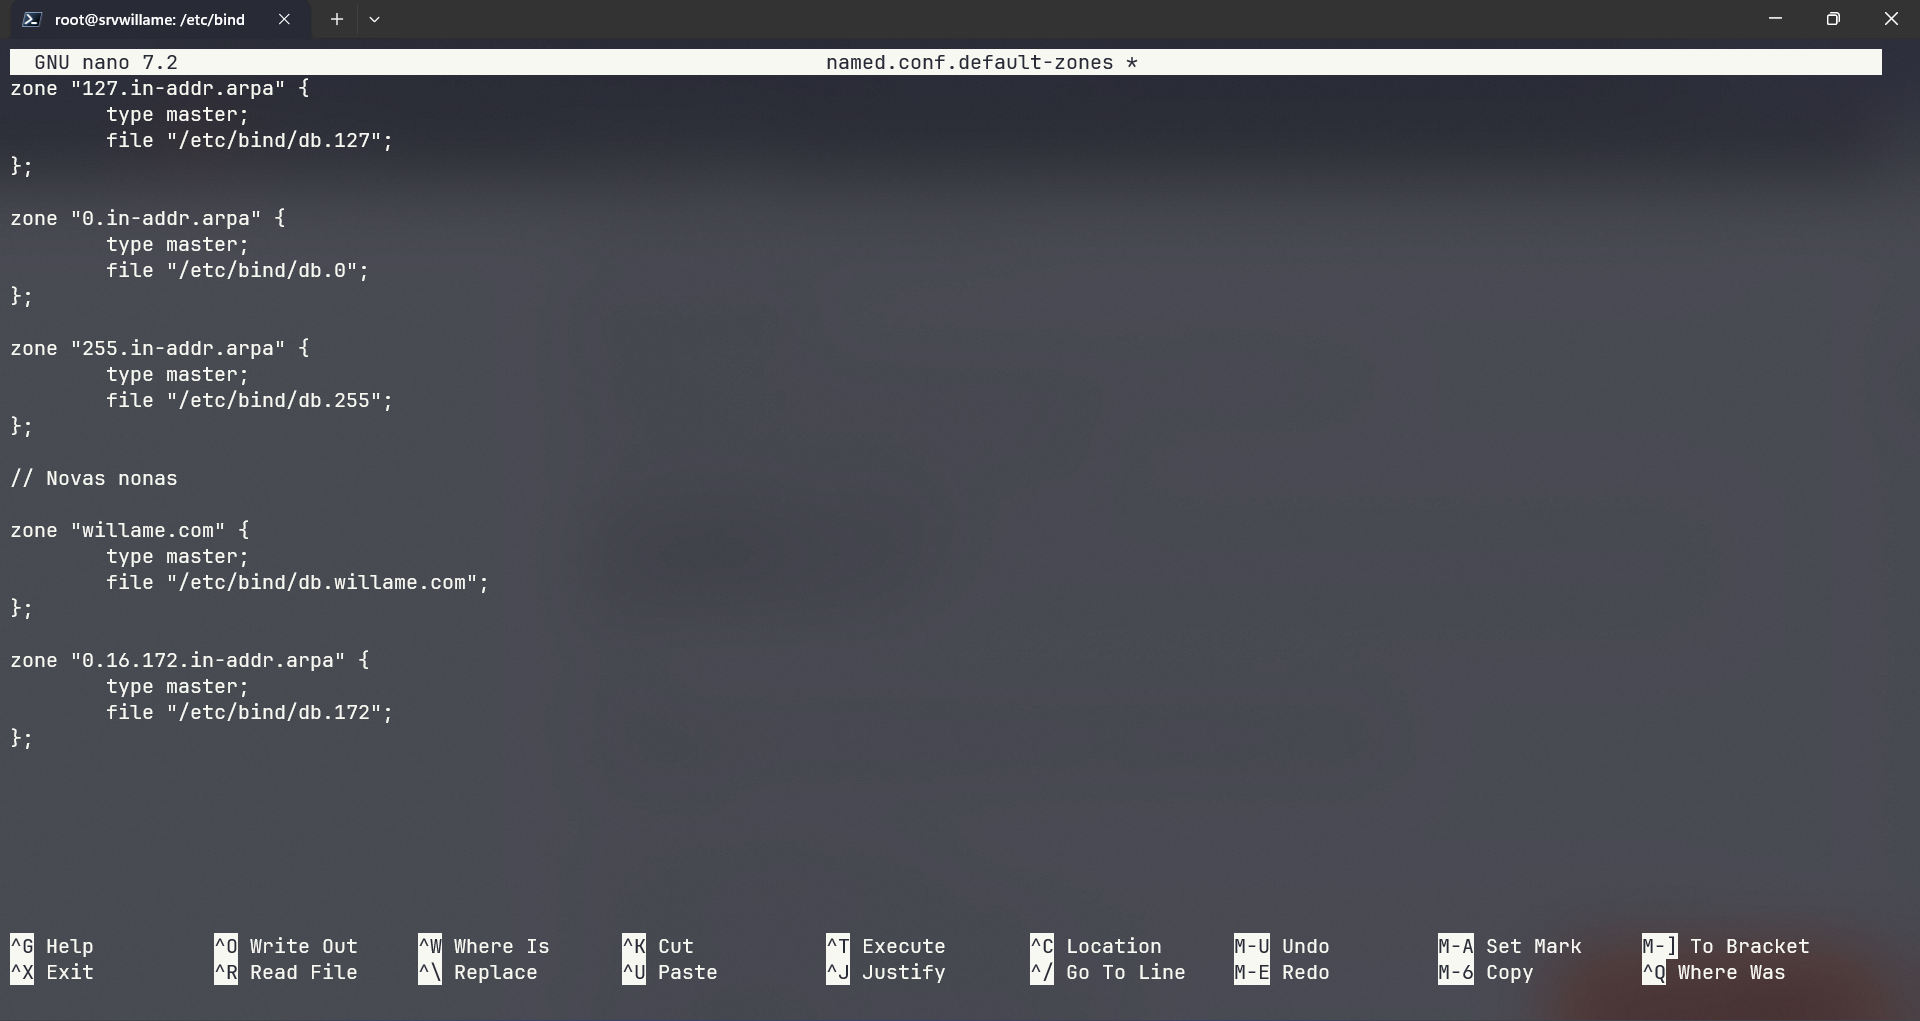 root@srvwillame: /etc/bind
GNU nano 7.2 named.conf.default-zones *
zone "127.in-addr.arpa" {
        type master;
        file "/etc/bind/db.127";
};

zone "0.in-addr.arpa" {
        type master;
        file "/etc/bind/db.0";
};

zone "255.in-addr.arpa" {
        type master;
        file "/etc/bind/db.255";
};

// Novas nonas

zone "willame.com" {
        type master;
        file "/etc/bind/db.willame.com";
};

zone "0.16.172.in-addr.arpa" {
        type master;
        file "/etc/bind/db.172";
};

^G Help ^O Write Out ^W Where Is ^K Cut ^T Execute ^C Location M-U Undo M-A Set Mark M-] To Bracket
^X Exit ^R Read File ^\ Replace ^U Paste ^J Justify ^/ Go To Line M-E Redo M-6 Copy ^Q Where Was